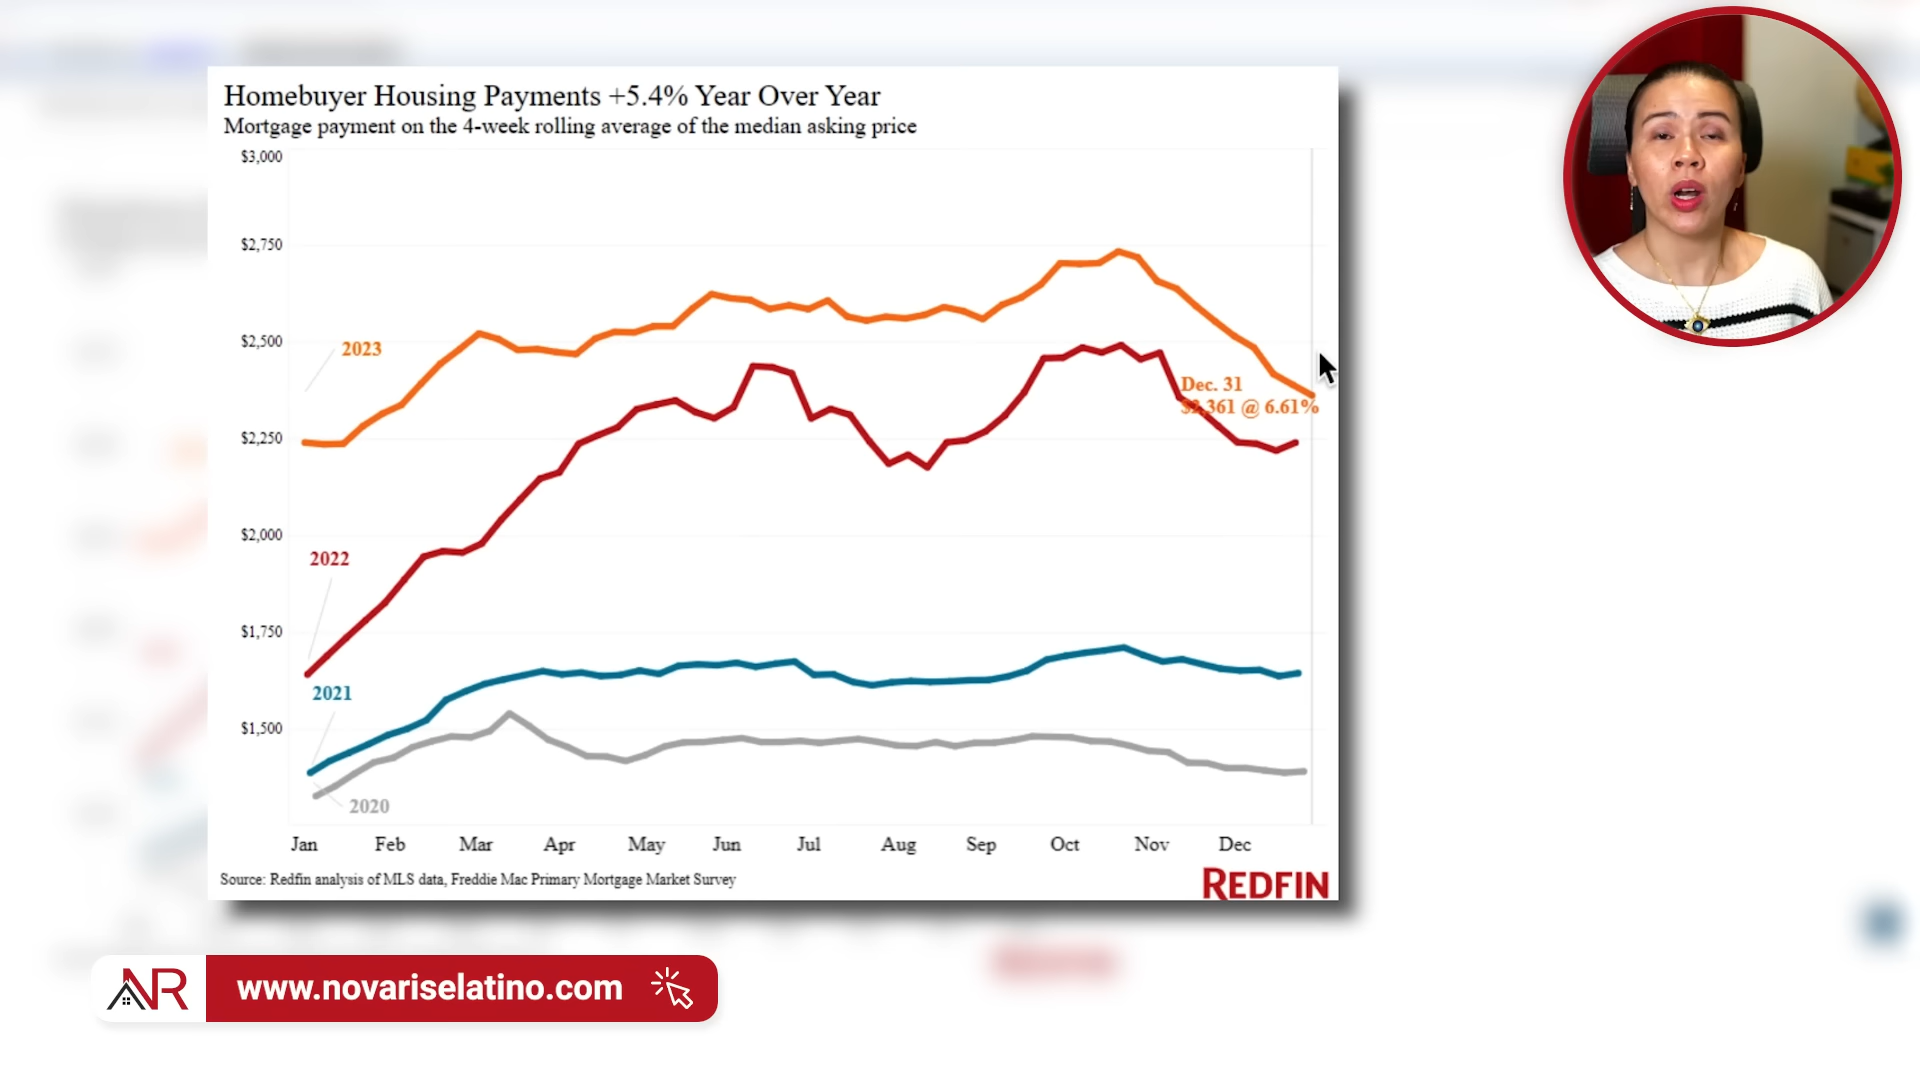 Homebuyer Housing Payments +5.4% Year Over Year
Mortgage payment on the 4-week rolling average of the median asking price
$3,000
$2,750
$2,500
$2,250
$2,000
$1,750
$1,500
2023
2022
2021
2020
Dec. 31
$2,361 @ 6.61%
Jan Feb Mar Apr May Jun Jul Aug Sep Oct Nov Dec
Source: Redfin analysis of MLS data, Freddie Mac Primary Mortgage Market Survey
REDFIN
NR www.novariselatino.com